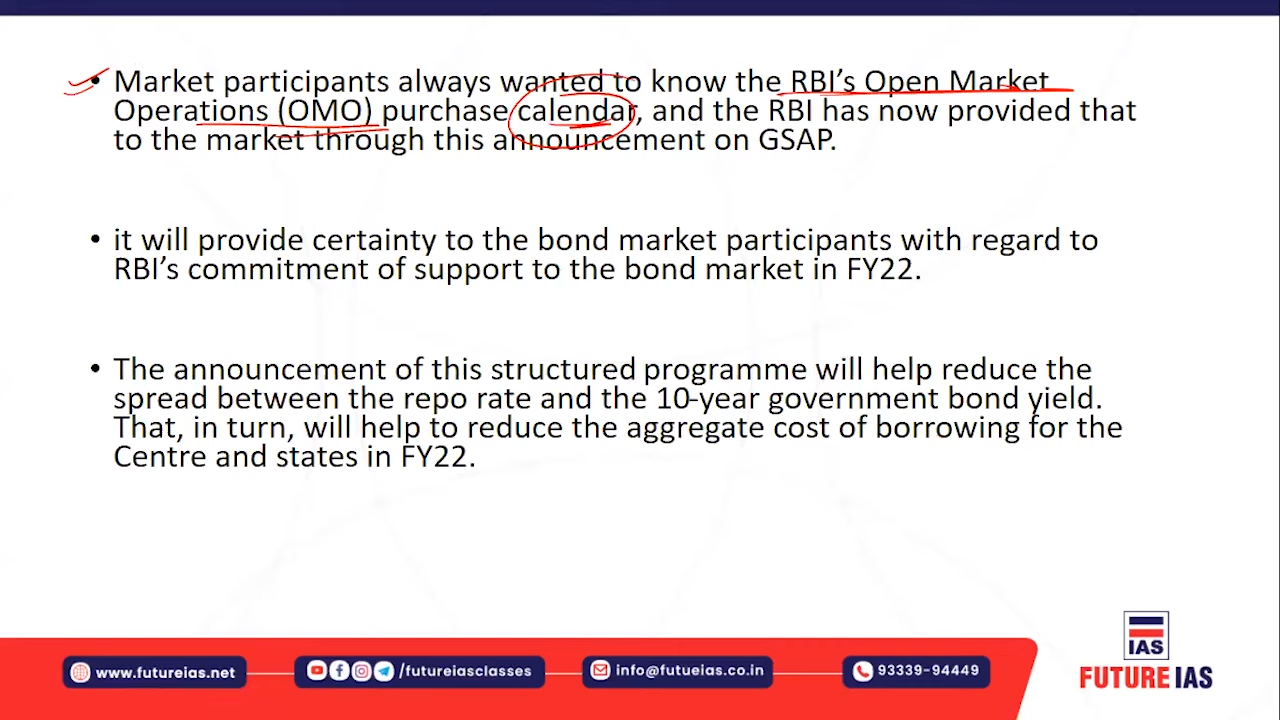 • Market participants always wanted to know the RBI’s Open Market
Operations (OMO) purchase calendar, and the RBI has now provided that
to the market through this announcement on GSAP.
• it will provide certainty to the bond market participants with regard to
RBI’s commitment of support to the bond market in FY22.
• The announcement of this structured programme will help reduce the
spread between the repo rate and the 10-year government bond yield.
That, in turn, will help to reduce the aggregate cost of borrowing for the
Centre and states in FY22.
IAS
FUTURE IAS
www.futureias.net
/futureiasclasses
info@futueias.co.in
93339-94449